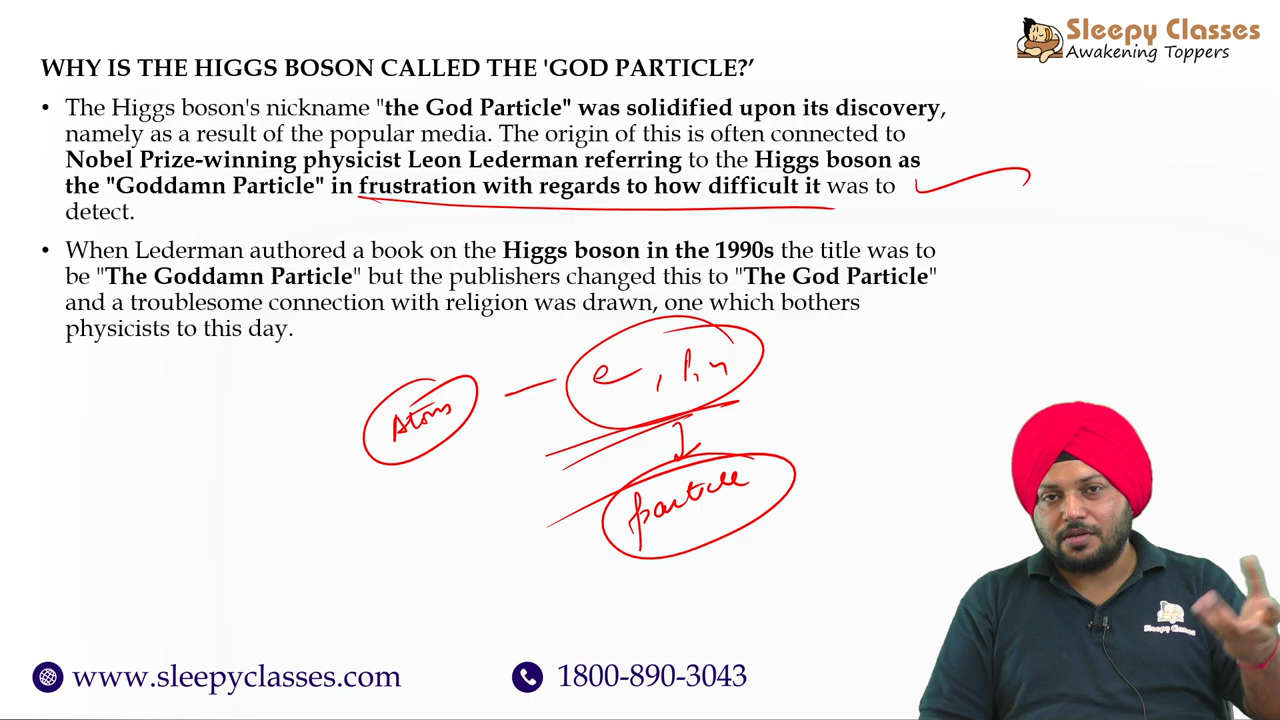 Sleepy Classes
Awakening Toppers
WHY IS THE HIGGS BOSON CALLED THE 'GOD PARTICLE?’
• The Higgs boson's nickname "the God Particle" was solidified upon its discovery,
namely as a result of the popular media. The origin of this is often connected to
Nobel Prize-winning physicist Leon Lederman referring to the Higgs boson as
the "Goddamn Particle" in frustration with regards to how difficult it was to
detect.
• When Lederman authored a book on the Higgs boson in the 1990s the title was to
be "The Goddamn Particle" but the publishers changed this to "The God Particle"
and a troublesome connection with religion was drawn, one which bothers
physicists to this day.
Atoms — e, p, n
particle
Sleepy Classes
www.sleepyclasses.com
1800-890-3043